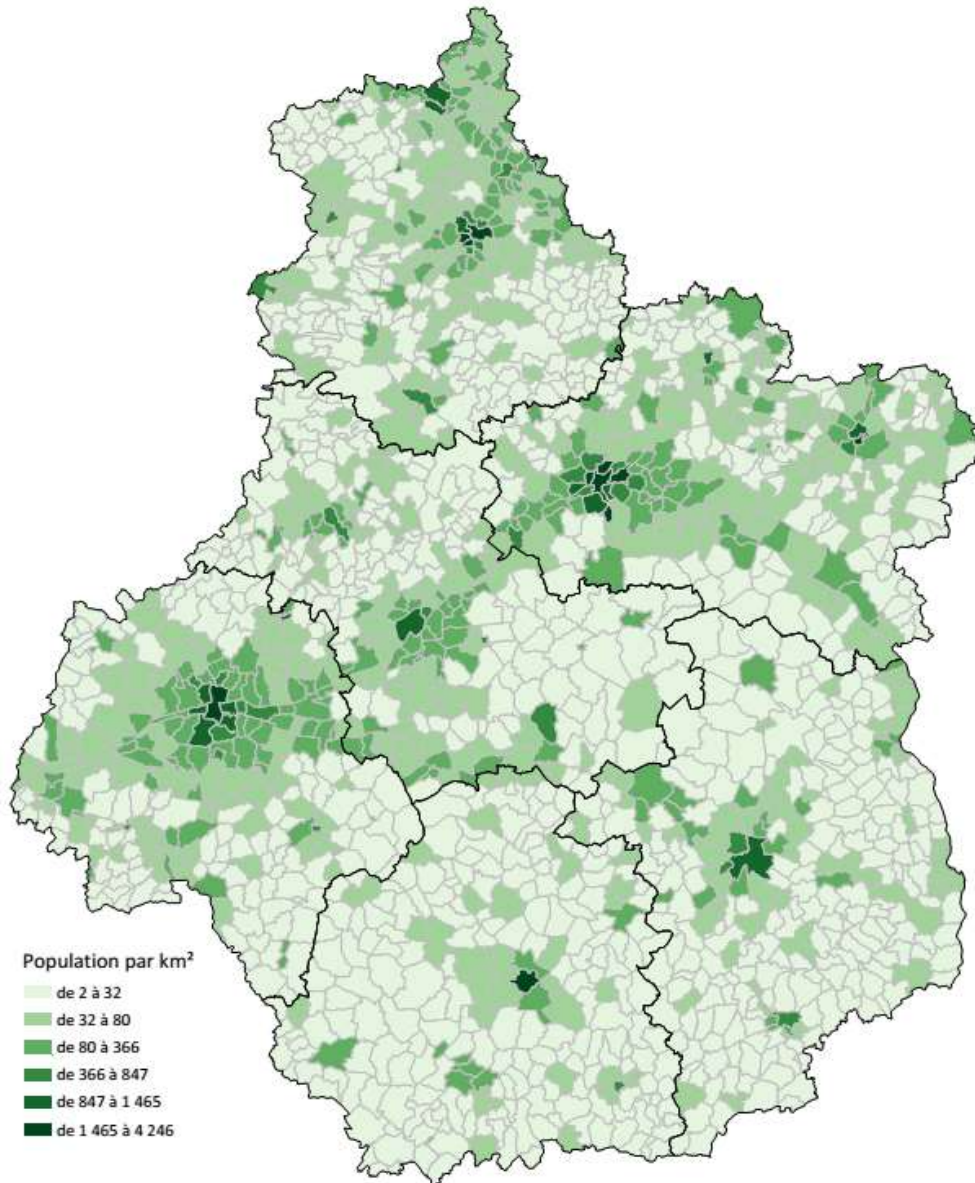 Population par km²
de 2 à 32
de 32 à 80
de 80 à 366
de 366 à 847
de 847 à 1 465
de 1 465 à 4 246